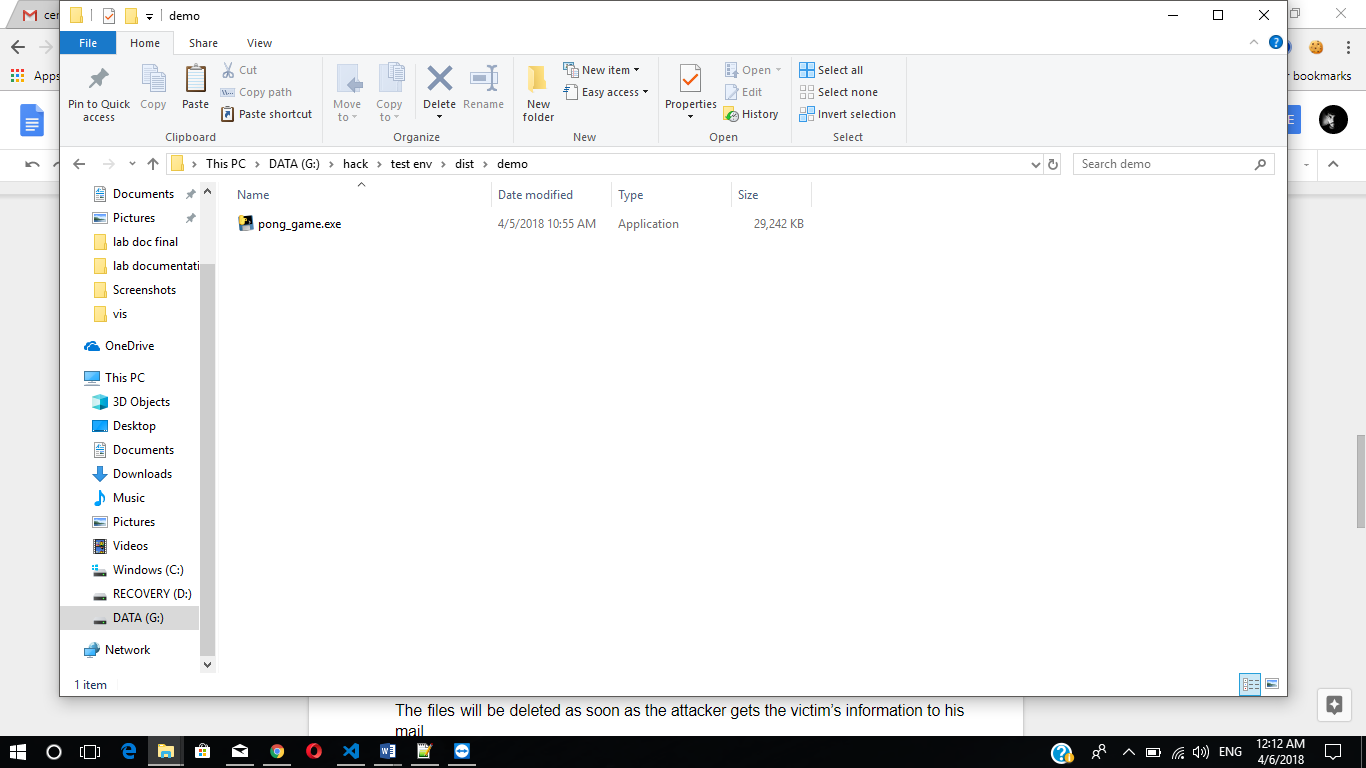 cer
demo
File Home Share View
Apps
r bookmarks
Pin to Quick access
Copy
Paste
Cut
Copy path
Paste shortcut
Clipboard
Move to
Copy to
Delete
Rename
Organize
New folder
New item
Easy access
New
Properties
Open
Edit
History
Open
Select all
Select none
Invert selection
Select
E
This PC > DATA (G:) > hack > test env > dist > demo
Search demo
Name Date modified Type Size
pong_game.exe 4/5/2018 10:55 AM Application 29,242 KB
Documents
Pictures
lab doc final
lab documentati
Screenshots
vis
OneDrive
This PC
3D Objects
Desktop
Documents
Downloads
Music
Pictures
Videos
Windows (C:)
RECOVERY (D:)
DATA (G:)
Network
1 item
The files will be deleted as soon as the attacker gets the victim’s information to his
mail
ENG
12:12 AM
4/6/2018